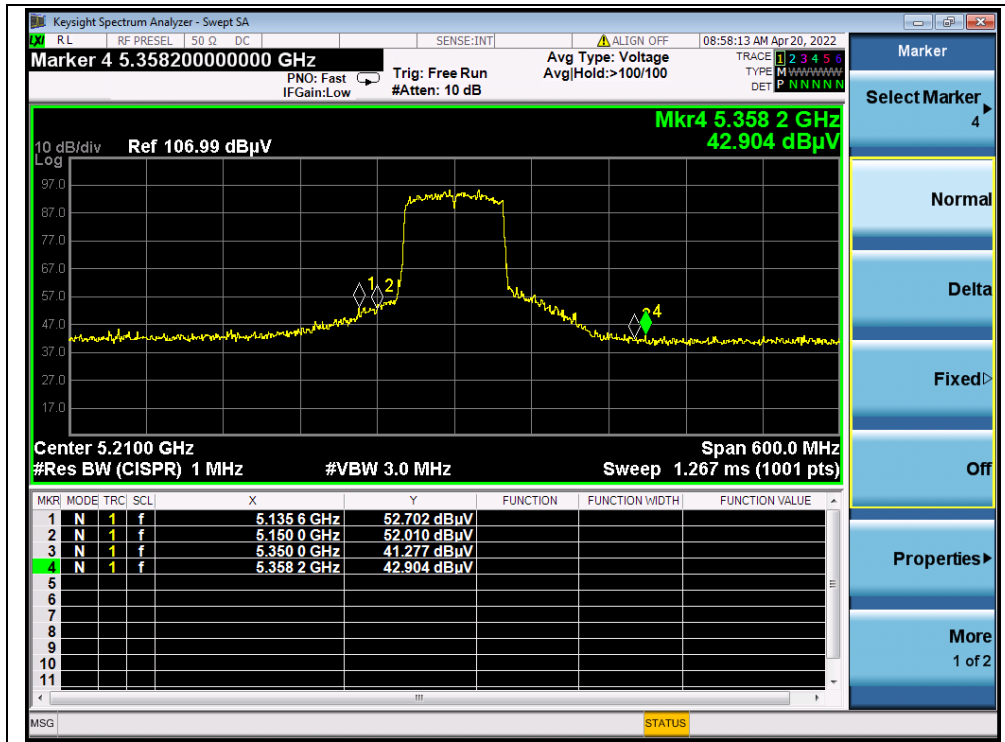 Keysight Spectrum Analyzer - Swept SA
LXI RL RF PRESEL 50 Ω DC SENSE:INT ALIGN OFF 08:58:13 AM Apr 20, 2022
Marker 4 5.358200000000 GHz
PNO: Fast
IFGain:Low
Trig: Free Run
#Atten: 10 dB
Avg Type: Voltage
Avg|Hold:>100/100
TRACE 1 2 3 4 5 6
TYPE M WWWWW
DET P N N N N N
Mkr4 5.358 2 GHz
42.904 dBµV
10 dB/div Ref 106.99 dBµV
Log
97.0
87.0
77.0
67.0
57.0
47.0
37.0
27.0
17.0
1 2
4
Center 5.2100 GHz Span 600.0 MHz
#Res BW (CISPR) 1 MHz #VBW 3.0 MHz Sweep 1.267 ms (1001 pts)
MKR MODE TRC SCL X Y FUNCTION FUNCTION WIDTH FUNCTION VALUE
1 N 1 f 5.135 6 GHz 52.702 dBµV
2 N 1 f 5.150 0 GHz 52.010 dBµV
3 N 1 f 5.350 0 GHz 41.277 dBµV
4 N 1 f 5.358 2 GHz 42.904 dBµV
5
6
7
8
9
10
11
MSG STATUS
Marker
Select Marker
4
Normal
Delta
Fixed
Off
Properties
More
1 of 2